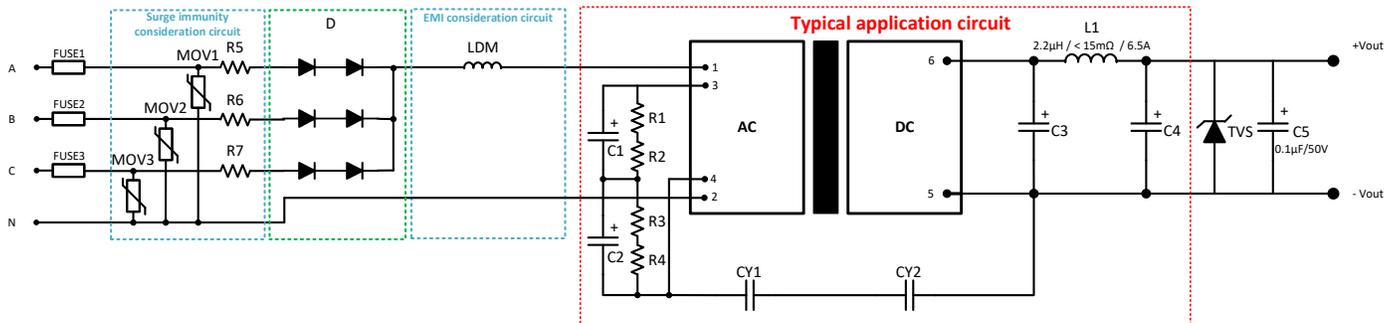 Surge immunity
consideration circuit
D
EMI consideration circuit
Typical application circuit
L1
2.2µH / < 15mΩ / 6.5A
FUSE1
MOV1
R5
LDM
A
1
6
+Vout
3
FUSE2
MOV2
R6
R1
B
C1
+
R2
AC
DC
+
C3
+
C4
TVS
+
C5
0.1µF/50V
FUSE3
MOV3
R7
C
4
2
5
- Vout
N
R3
+
C2
R4
CY1
CY2